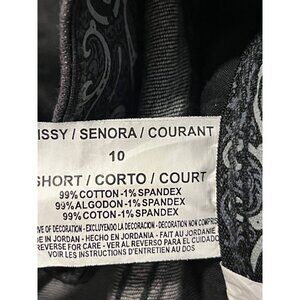 ISSY / SENORA / COURANT
10
SHORT / CORTO / COURT
99% COTTON - 1% SPANDEX
99% ALGODON - 1% SPANDEX
99% COTON - 1% SPANDEX
VE OF DECORATION - EXCLUYENDO LA DECORACION - DECORATION NON COMPRIS
DE IN JORDAN - HECHO EN JORDANIA - FAIT AU JORDANIE
REVERSE FOR CARE - VER AL REVERSO PARA EL CUIDADO
VOIR LES INSTRUCTIONS D'ENTRETIEN AU DOS